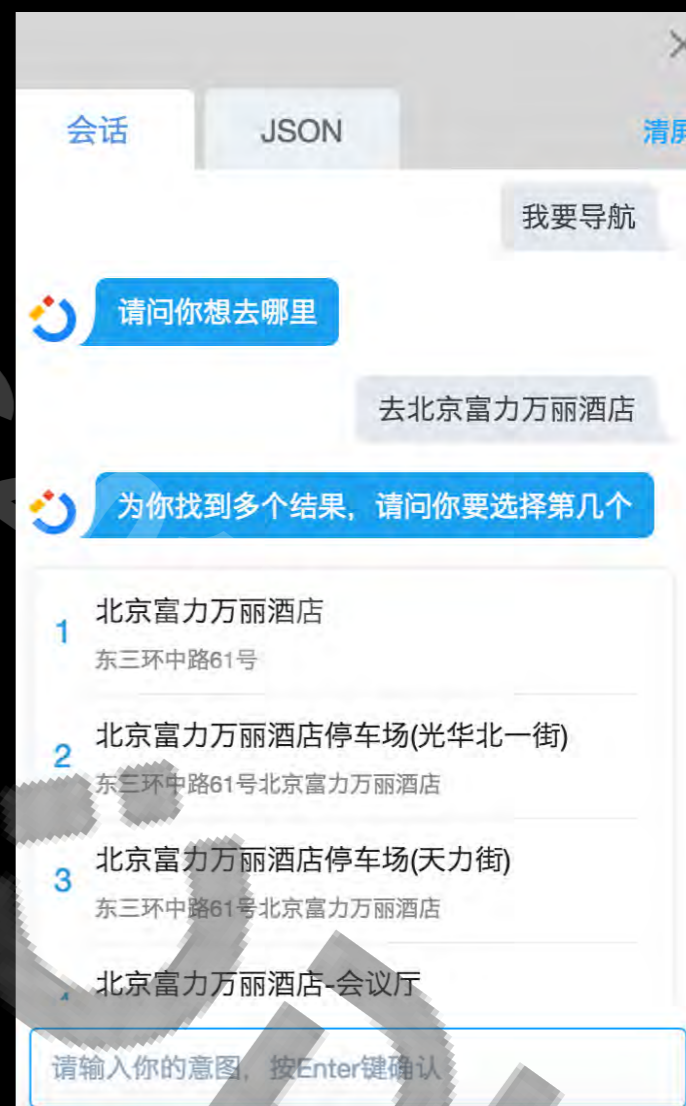 会话
JSON
清屏
我要导航
请问你想去哪里
去北京富力万丽酒店
为你找到多个结果，请问你要选择第几个
1
北京富力万丽酒店
东三环中路61号
2
北京富力万丽酒店停车场(光华北一街)
东三环中路61号北京富力万丽酒店
3
北京富力万丽酒店停车场(天力街)
东三环中路61号北京富力万丽酒店
北京富力万丽酒店-会议厅
请输入你的意图，按Enter键确认